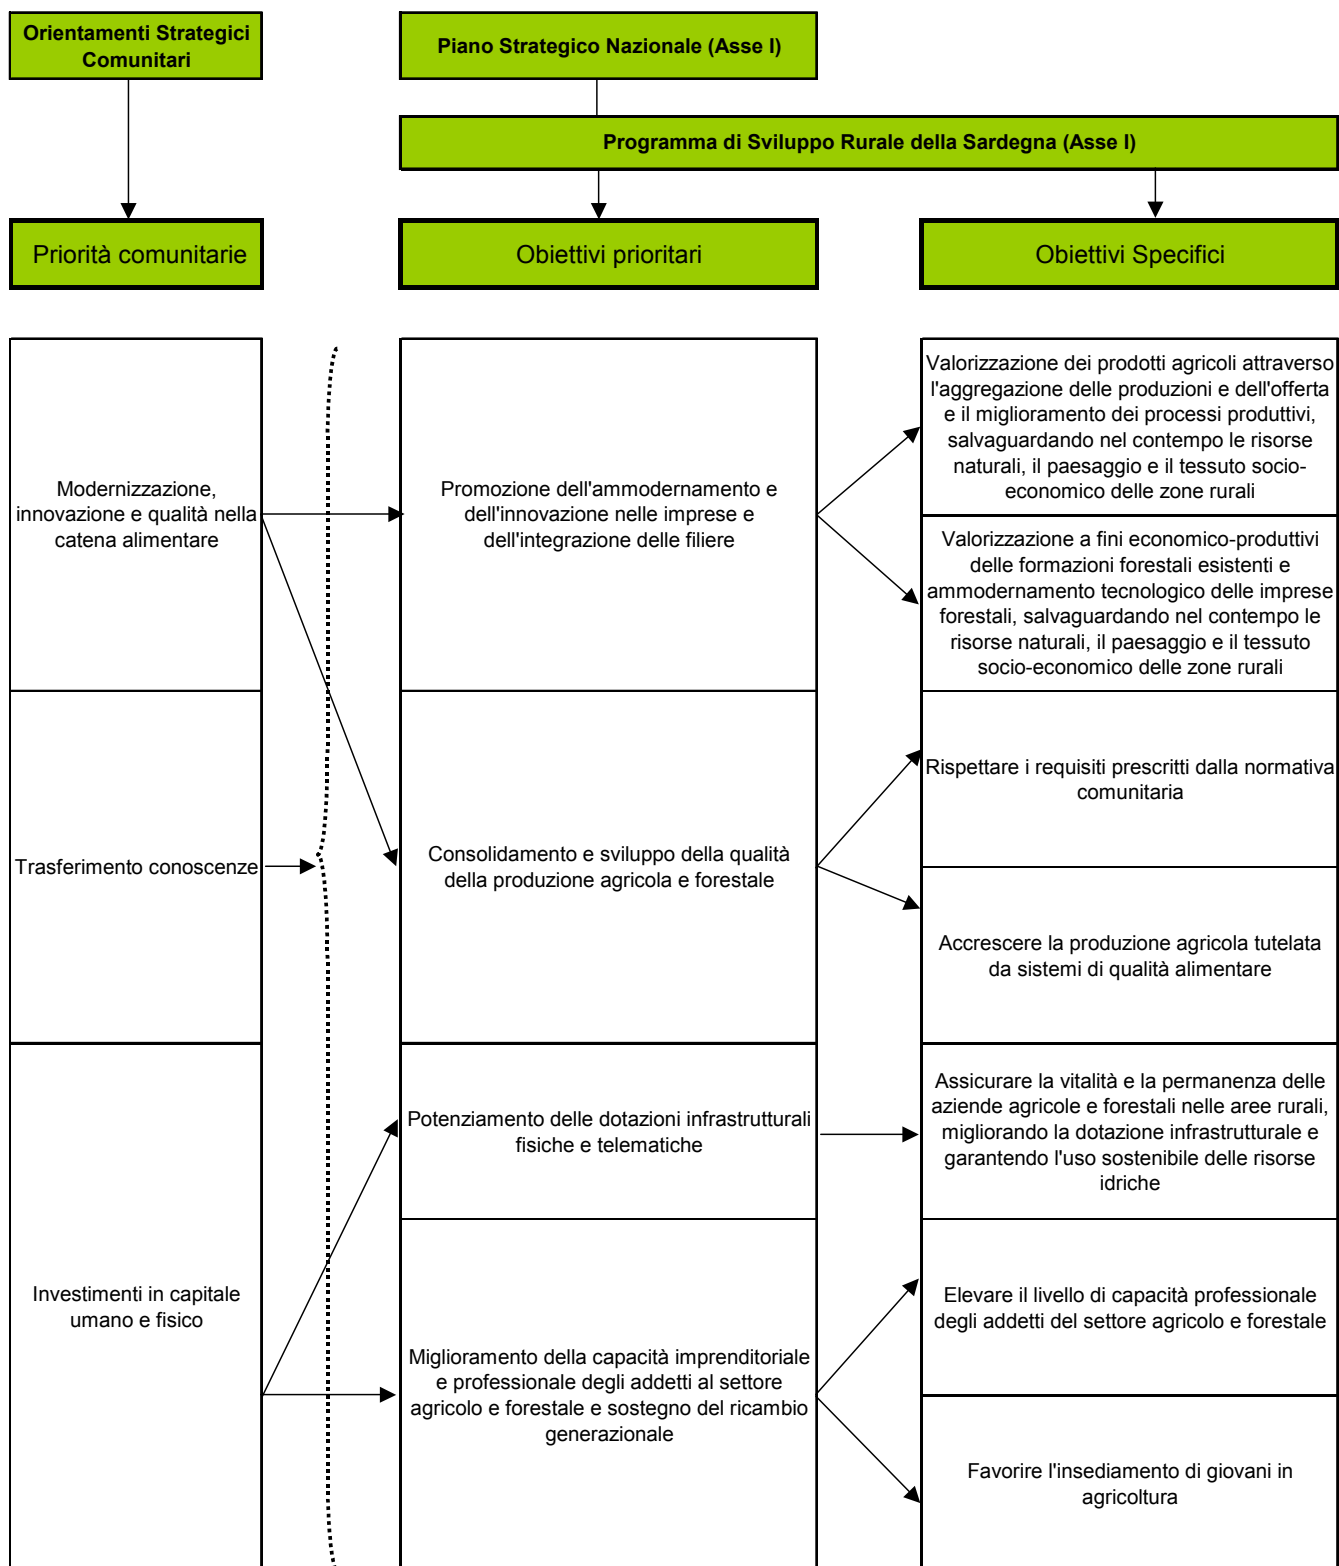 Orientamenti Strategici
Comunitari
Piano Strategico Nazionale (Asse I)
Programma di Sviluppo Rurale della Sardegna (Asse I)
Priorità comunitarie
Obiettivi prioritari
Obiettivi Specifici
Modernizzazione,
innovazione e qualità nella
catena alimentare
Promozione dell'ammodernamento e
dell'innovazione nelle imprese e
dell'integrazione delle filiere
Valorizzazione dei prodotti agricoli attraverso
l'aggregazione delle produzioni e dell'offerta
e il miglioramento dei processi produttivi,
salvaguardando nel contempo le risorse
naturali, il paesaggio e il tessuto socio-
economico delle zone rurali
Valorizzazione a fini economico-produttivi
delle formazioni forestali esistenti e
ammodernamento tecnologico delle imprese
forestali, salvaguardando nel contempo le
risorse naturali, il paesaggio e il tessuto
socio-economico delle zone rurali
Trasferimento conoscenze
Consolidamento e sviluppo della qualità
della produzione agricola e forestale
Rispettare i requisiti prescritti dalla normativa
comunitaria
Accrescere la produzione agricola tutelata
da sistemi di qualità alimentare
Investimenti in capitale
umano e fisico
Potenziamento delle dotazioni infrastrutturali
fisiche e telematiche
Assicurare la vitalità e la permanenza delle
aziende agricole e forestali nelle aree rurali,
migliorando la dotazione infrastrutturale e
garantendo l'uso sostenibile delle risorse
idriche
Miglioramento della capacità imprenditoriale
e professionale degli addetti al settore
agricolo e forestale e sostegno del ricambio
generazionale
Elevare il livello di capacità professionale
degli addetti del settore agricolo e forestale
Favorire l'insediamento di giovani in
agricoltura